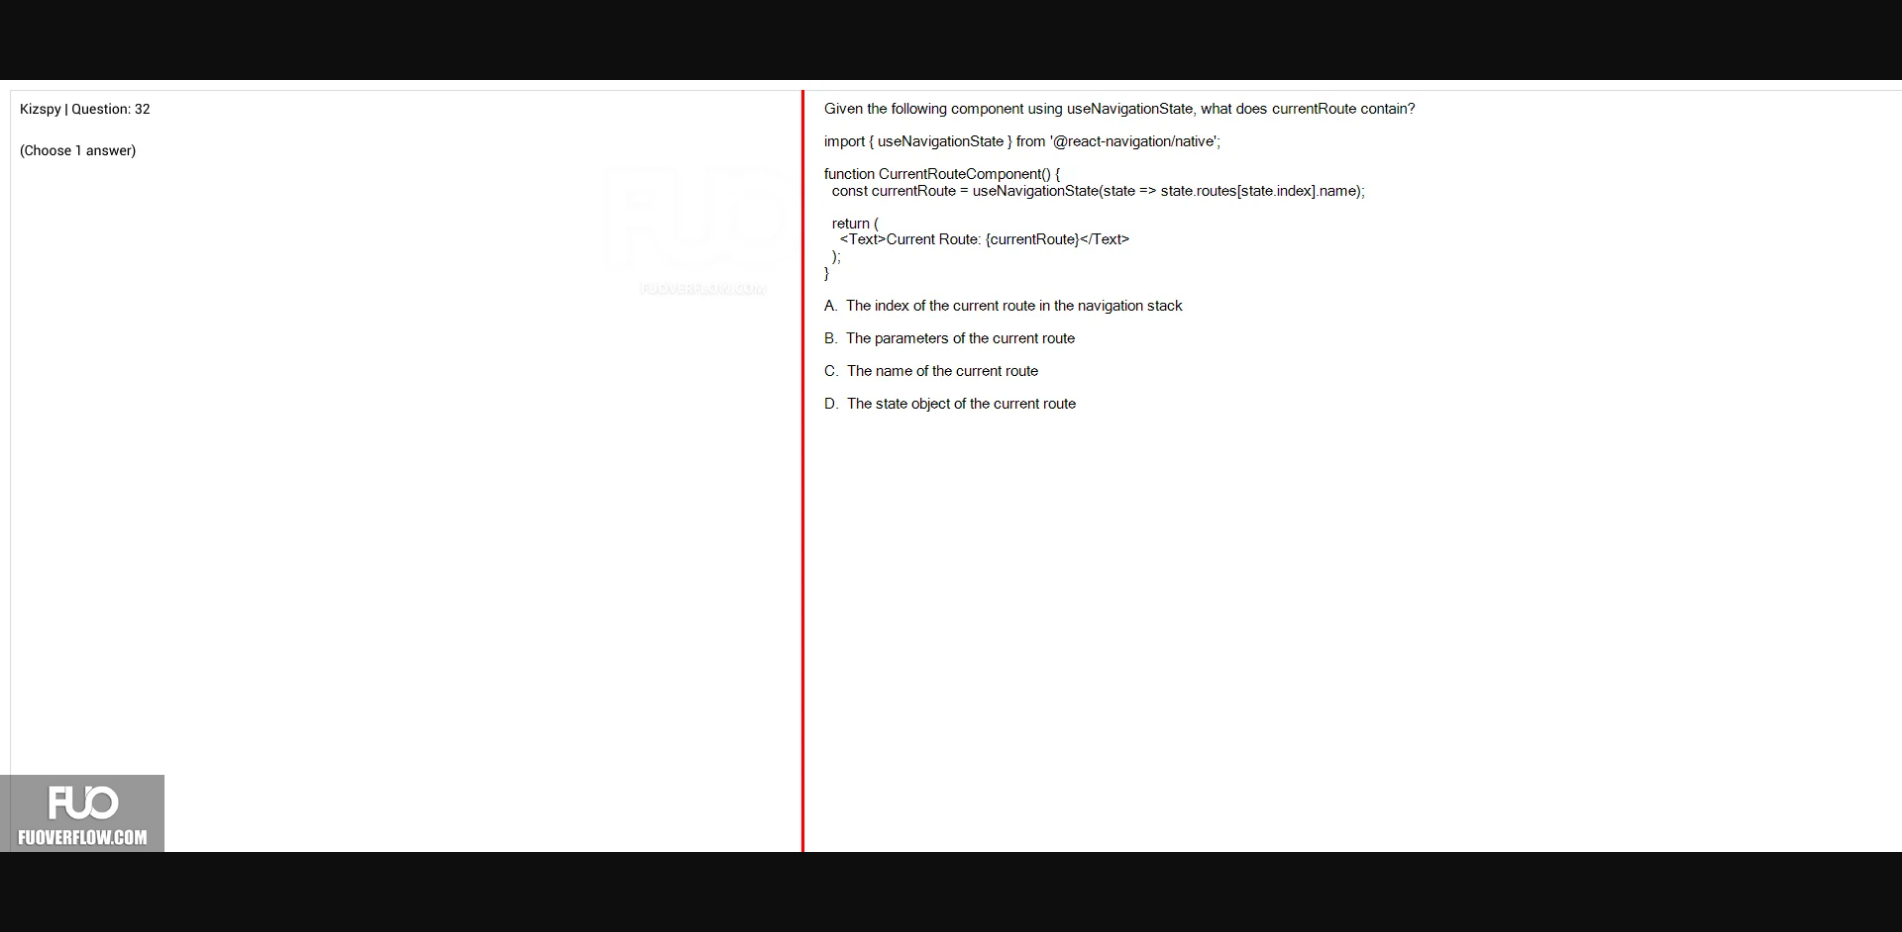 Kizspy | Question: 32
(Choose 1 answer)
FUO
FUOVERFLOW.COM
Given the following component using useNavigationState, what does currentRoute contain?
import { useNavigationState } from '@react-navigation/native';
function CurrentRouteComponent() {
const currentRoute = useNavigationState(state => state.routes[state.index].name);
return (
<Text>Current Route: {currentRoute}</Text>
);
}
A. The index of the current route in the navigation stack
B. The parameters of the current route
C. The name of the current route
D. The state object of the current route
FUO
FUOVERFLOW.COM